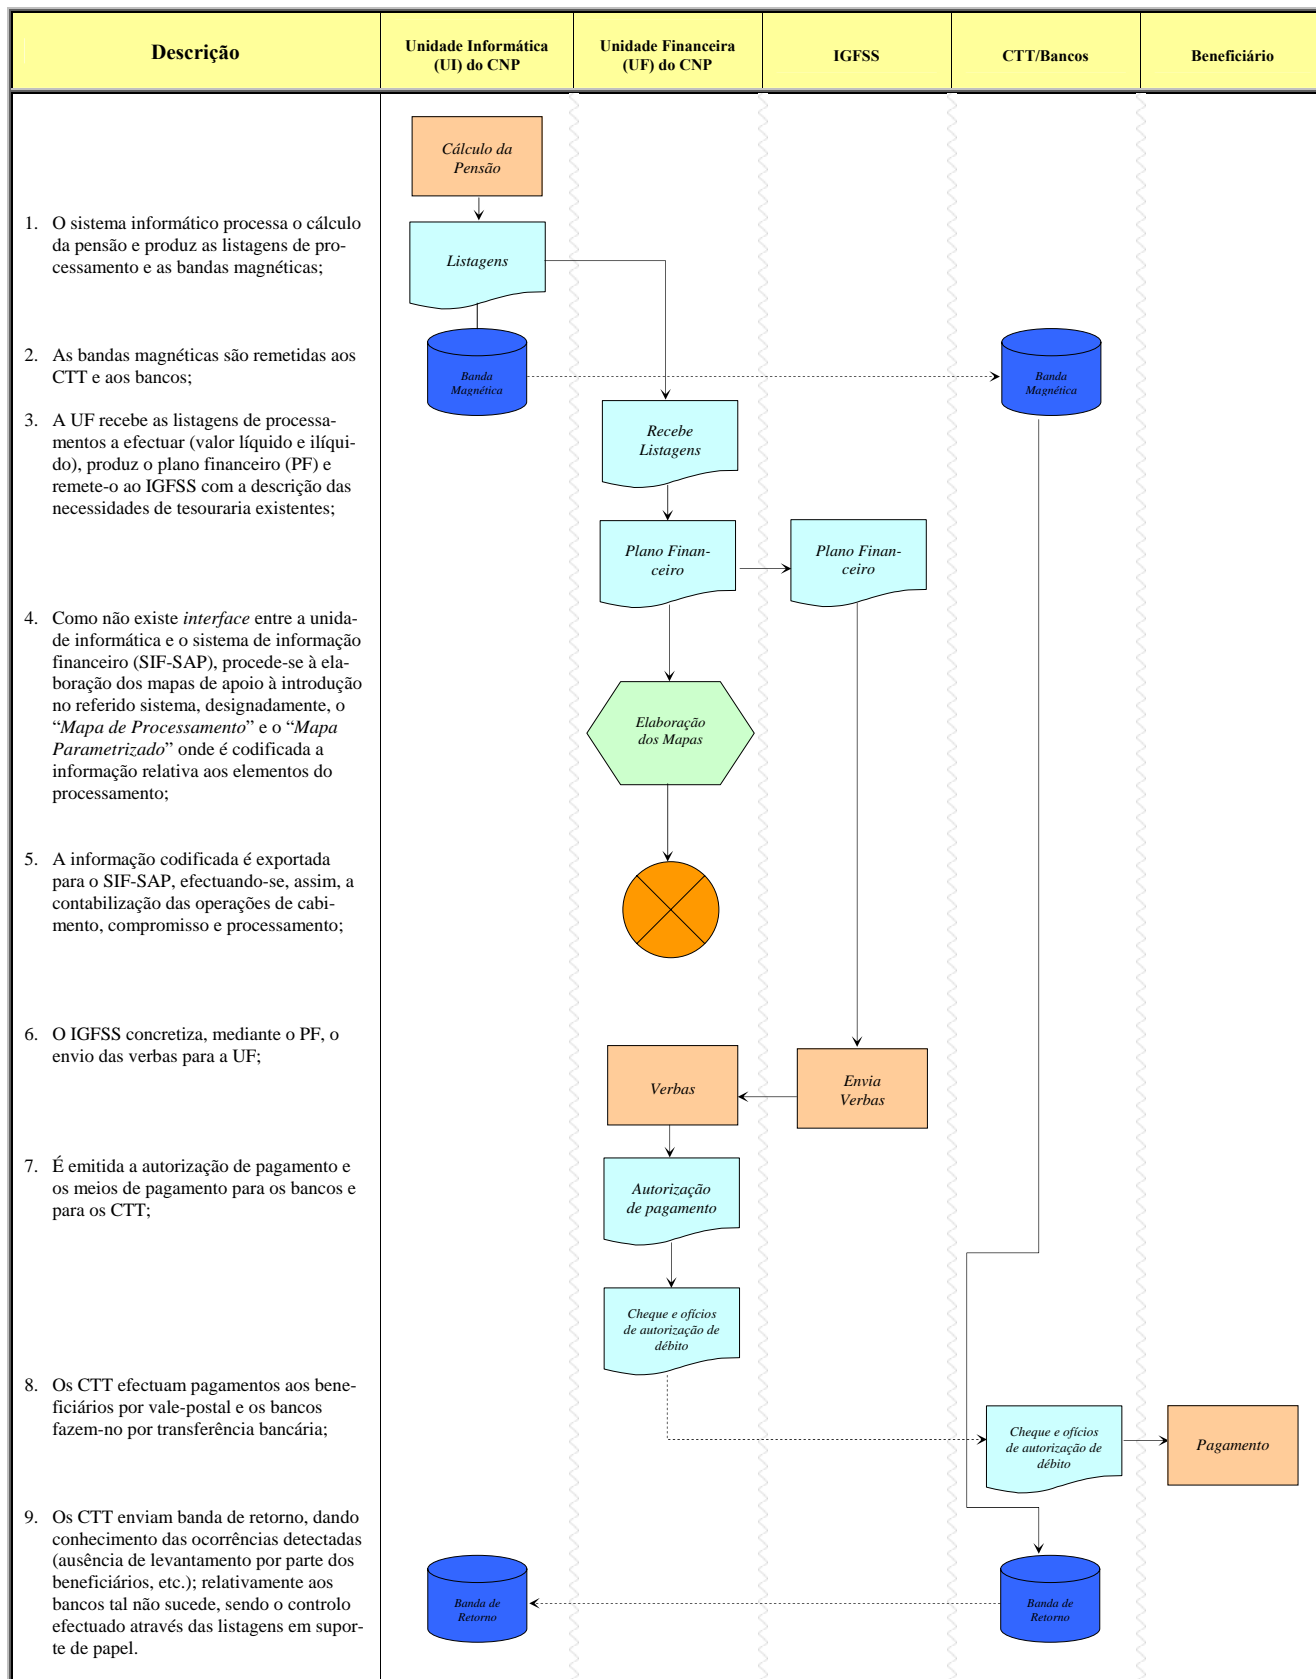 Descrição
Unidade Informática
(UI) do CNP
Unidade Financeira
(UF) do CNP
IGFSS
CTT/Bancos
Beneficiário
Cálculo da
Pensão
1. O sistema informático processa o cálculo
da pensão e produz as listagens de pro-
cessamento e as bandas magnéticas;
Listagens
2. As bandas magnéticas são remetidas aos
CTT e aos bancos;
Banda
Magnética
Banda
Magnética
3. A UF recebe as listagens de processa-
mentos a efectuar (valor líquido e ilíqui-
do), produz o plano financeiro (PF) e
remete-o ao IGFSS com a descrição das
necessidades de tesouraria existentes;
Recebe
Listagens
Plano Finan-
ceiro
Plano Finan-
ceiro
4. Como não existe interface entre a unida-
de informática e o sistema de informação
financeiro (SIF-SAP), procede-se à ela-
boração dos mapas de apoio à introdução
no referido sistema, designadamente, o
“Mapa de Processamento” e o “Mapa
Parametrizado” onde é codificada a
informação relativa aos elementos do
processamento;
Elaboração
dos Mapas
5. A informação codificada é exportada
para o SIF-SAP, efectuando-se, assim, a
contabilização das operações de cabi-
mento, compromisso e processamento;
6. O IGFSS concretiza, mediante o PF, o
envio das verbas para a UF;
Verbas
Envia
Verbas
7. É emitida a autorização de pagamento e
os meios de pagamento para os bancos e
para os CTT;
Autorização
de pagamento
Cheque e ofícios
de autorização de
débito
8. Os CTT efectuam pagamentos aos bene-
ficiários por vale-postal e os bancos
fazem-no por transferência bancária;
Cheque e ofícios
de autorização de
débito
Pagamento
9. Os CTT enviam banda de retorno, dando
conhecimento das ocorrências detectadas
(ausência de levantamento por parte dos
beneficiários, etc.); relativamente aos
bancos tal não sucede, sendo o controlo
efectuado através das listagens em supor-
te de papel.
Banda de
Retorno
Banda de
Retorno